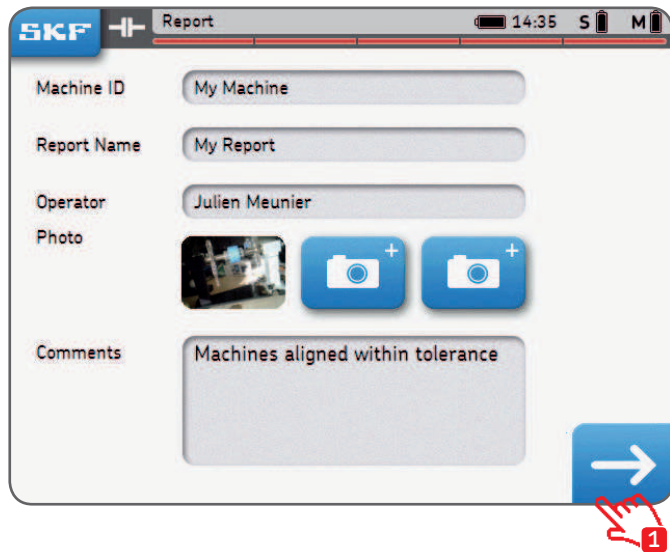 SKF Report 14:35 S M
Machine ID My Machine
Report Name My Report
Operator Julien Meunier
Photo
+ +
Comments Machines aligned within tolerance
1